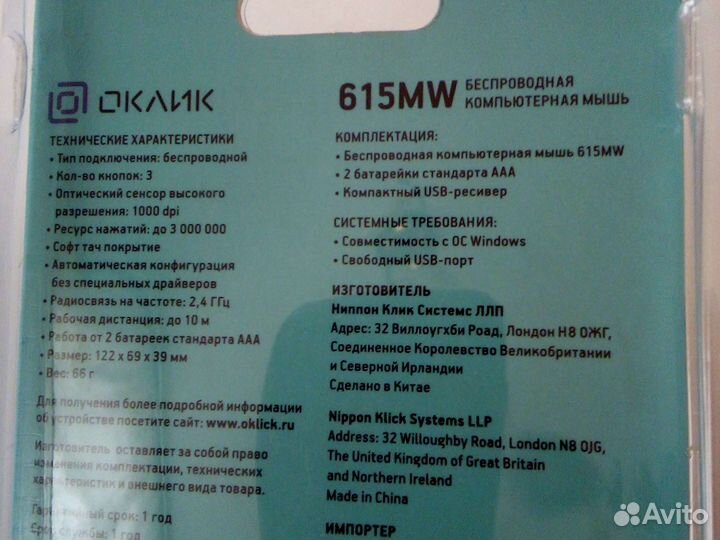 ОКЛИК
ТЕХНИЧЕСКИЕ ХАРАКТЕРИСТИКИ
• Тип подключения: беспроводной
• Кол-во кнопок: 3
• Оптический сенсор высокого
разрешения: 1000 dpi
• Ресурс нажатий: до 3 000 000
• Софт тач покрытие
• Автоматическая конфигурация
без специальных драйверов
• Радиосвязь на частоте: 2,4 ГГц
• Рабочая дистанция: до 10 м
• Работа от 2 батареек стандарта AAA
• Размер: 122 x 69 x 39 мм
• Вес: 66 г
Для получения более подробной информации
об устройстве посетите сайт: www.oklick.ru
Изготовитель оставляет за собой право
изменения комплектации, технических
характеристик и внешнего вида товара.
Гарантийный срок: 1 год
Срок службы: 1 год
615MW БЕСПРОВОДНАЯ
КОМПЬЮТЕРНАЯ МЫШЬ
КОМПЛЕКТАЦИЯ:
• Беспроводная компьютерная мышь 615MW
• 2 батарейки стандарта AAA
• Компактный USB-ресивер
СИСТЕМНЫЕ ТРЕБОВАНИЯ:
• Совместимость с ОС Windows
• Свободный USB-порт
ИЗГОТОВИТЕЛЬ
Ниппон Клик Системс ЛЛП
Адрес: 32 Виллоугхби Роад, Лондон Н8 ОЖГ,
Соединенное Королевство Великобритании
и Северной Ирландии
Сделано в Китае
Nippon Klick Systems LLP
Address: 32 Willoughby Road, London N8 0JG,
The United Kingdom of Great Britain
and Northern Ireland
Made in China
ИМПОРТЕР
Avito